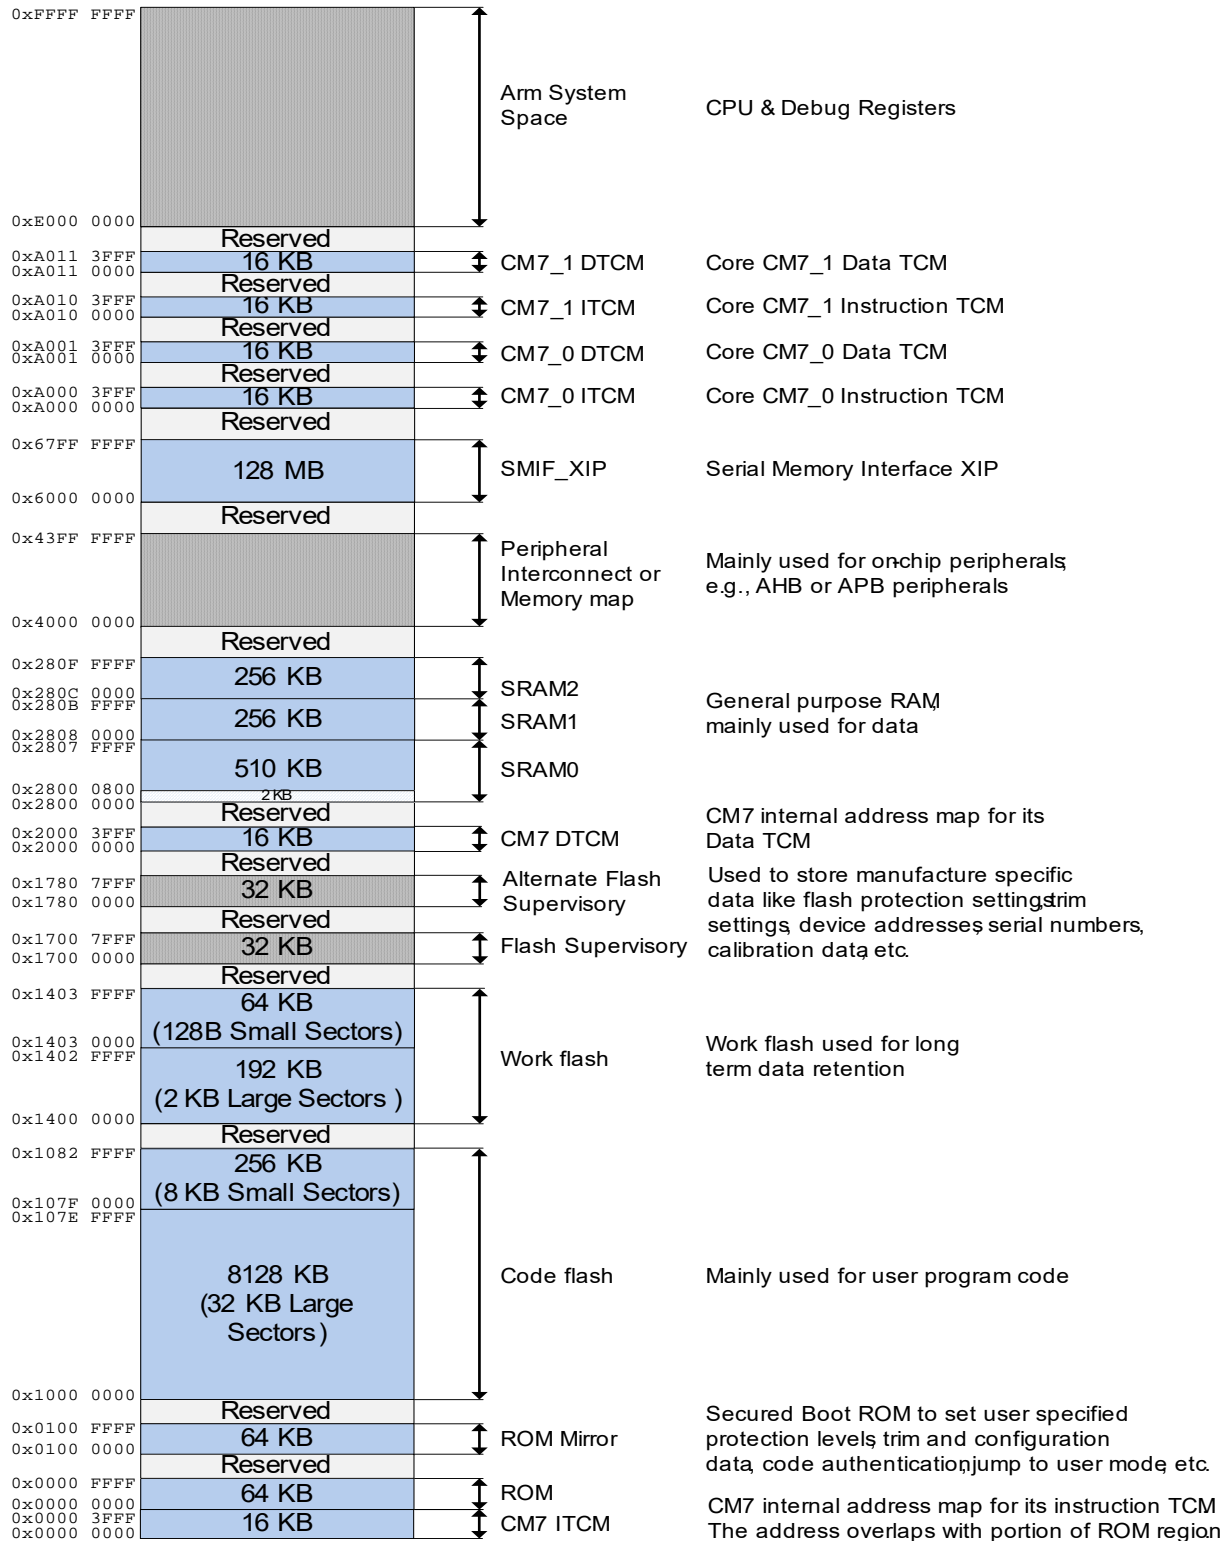 0xFFFF FFFF
Arm System
Space
CPU & Debug Registers
0xE000 0000
Reserved
0xA011 3FFF
0xA011 0000
16 KB
CM7_1 DTCM
Core CM7_1 Data TCM
Reserved
0xA010 3FFF
0xA010 0000
16 KB
CM7_1 ITCM
Core CM7_1 Instruction TCM
Reserved
0xA001 3FFF
0xA001 0000
16 KB
CM7_0 DTCM
Core CM7_0 Data TCM
Reserved
0xA000 3FFF
0xA000 0000
16 KB
CM7_0 ITCM
Core CM7_0 Instruction TCM
Reserved
0x67FF FFFF
128 MB
SMIF_XIP
Serial Memory Interface XIP
0x6000 0000
Reserved
0x43FF FFFF
Peripheral
Interconnect or
Memory map
Mainly used for on-chip peripherals,
e.g., AHB or APB peripherals
0x4000 0000
Reserved
0x280F FFFF
256 KB
SRAM2
0x280C 0000
0x280B FFFF
256 KB
SRAM1
General purpose RAM,
mainly used for data
0x2808 0000
0x2807 FFFF
510 KB
SRAM0
0x2800 0800
2 KB
0x2800 0000
Reserved
0x2000 3FFF
0x2000 0000
16 KB
CM7 DTCM
CM7 internal address map for its
Data TCM
Reserved
0x1780 7FFF
0x1780 0000
32 KB
Alternate Flash
Supervisory
Used to store manufacture specific
data like flash protection settings, trim
settings, device addresses, serial numbers,
calibration data, etc.
Reserved
0x1700 7FFF
0x1700 0000
32 KB
Flash Supervisory
Reserved
0x1403 FFFF
64 KB
(128B Small Sectors)
0x1403 0000
0x1402 FFFF
192 KB
(2 KB Large Sectors )
Work flash
Work flash used for long
term data retention
0x1400 0000
Reserved
0x1082 FFFF
256 KB
(8 KB Small Sectors)
0x107F 0000
0x107E FFFF
8128 KB
(32 KB Large
Sectors)
Code flash
Mainly used for user program code
0x1000 0000
Reserved
0x0100 FFFF
0x0100 0000
64 KB
ROM Mirror
Secured Boot ROM to set user specified
protection levels, trim and configuration
data, code authentication, jump to user mode, etc.
Reserved
0x0000 FFFF
0x0000 0000
64 KB
ROM
0x0000 3FFF
0x0000 0000
16 KB
CM7 ITCM
CM7 internal address map for its instruction TCM
The address overlaps with portion of ROM region